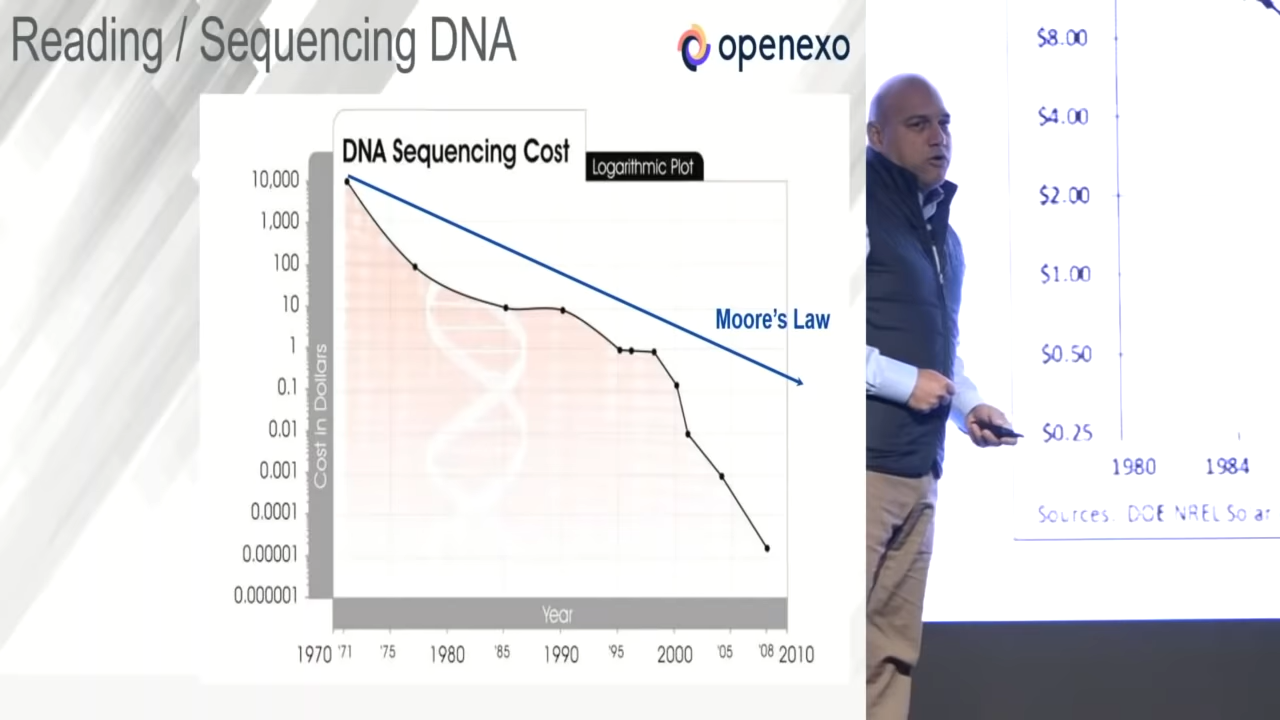 Reading / Sequencing DNA
openexo
DNA Sequencing Cost
Logarithmic Plot
10,000
1,000
100
10
1
0.1
0.01
0.001
0.0001
0.00001
0.000001
Cost in Dollars
Moore's Law
Year
1970 '71 '75 1980 '85 1990 '95 2000 '05 '08 2010
$8.00
$4.00
$2.00
$1.00
$0.50
$0.25
1980 1984
Sources: DOE NREL Solar